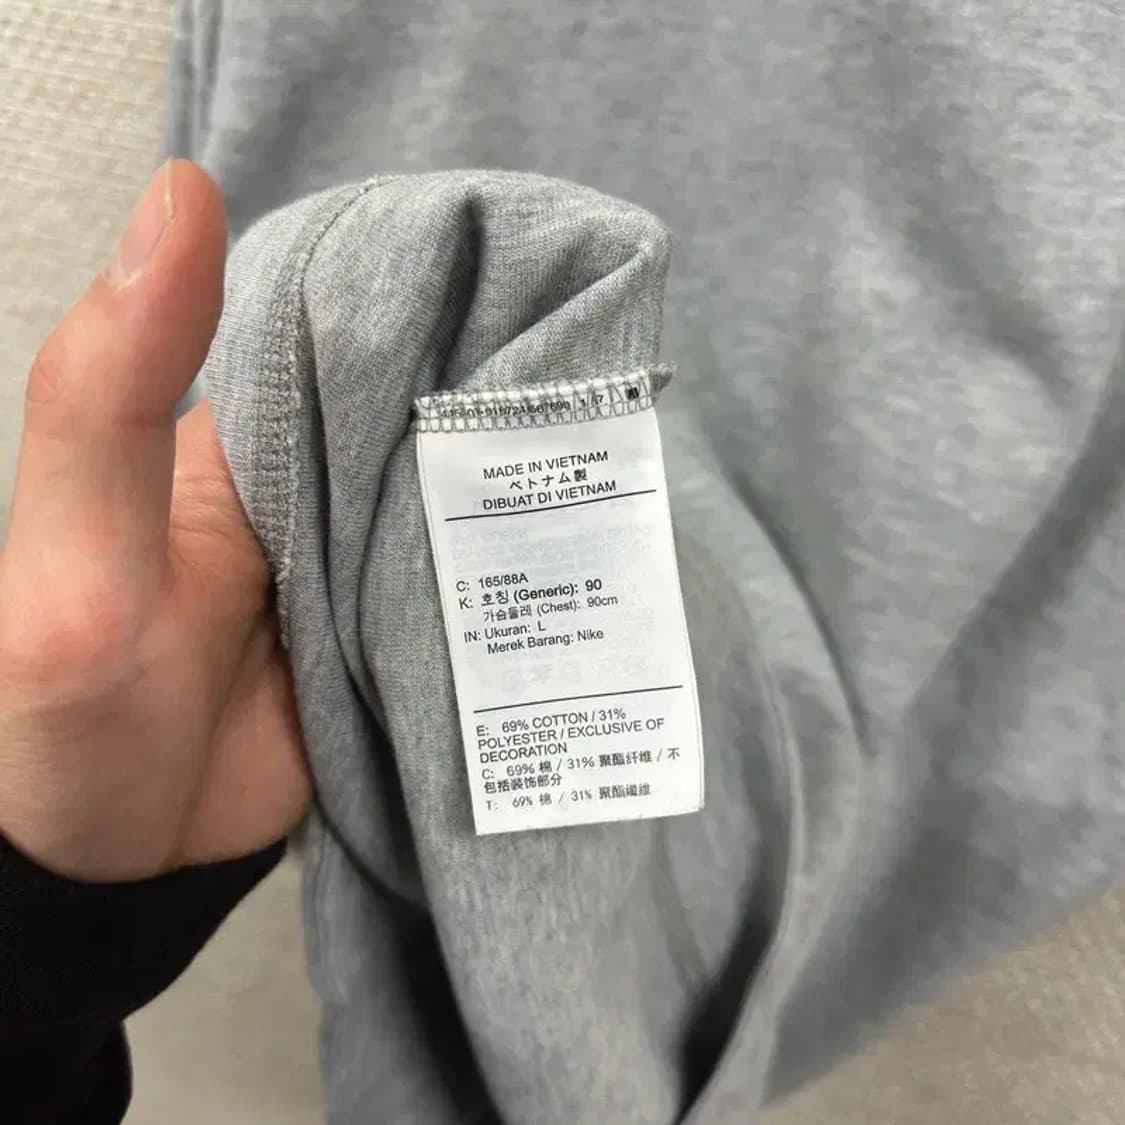 MADE IN VIETNAM
ベトナム製
DIBUAT DI VIETNAM
C: 165/88A
K: 호칭 (Generic): 90
가슴둘레 (Chest): 90cm
IN: Ukuran: L
Merek Barang: Nike
E: 69% COTTON / 31%
POLYESTER / EXCLUSIVE OF
DECORATION
C: 69% 棉 / 31% 聚酯纤维 / 不
包括装饰部分
T: 69% 棉 / 31% 聚酯纖維